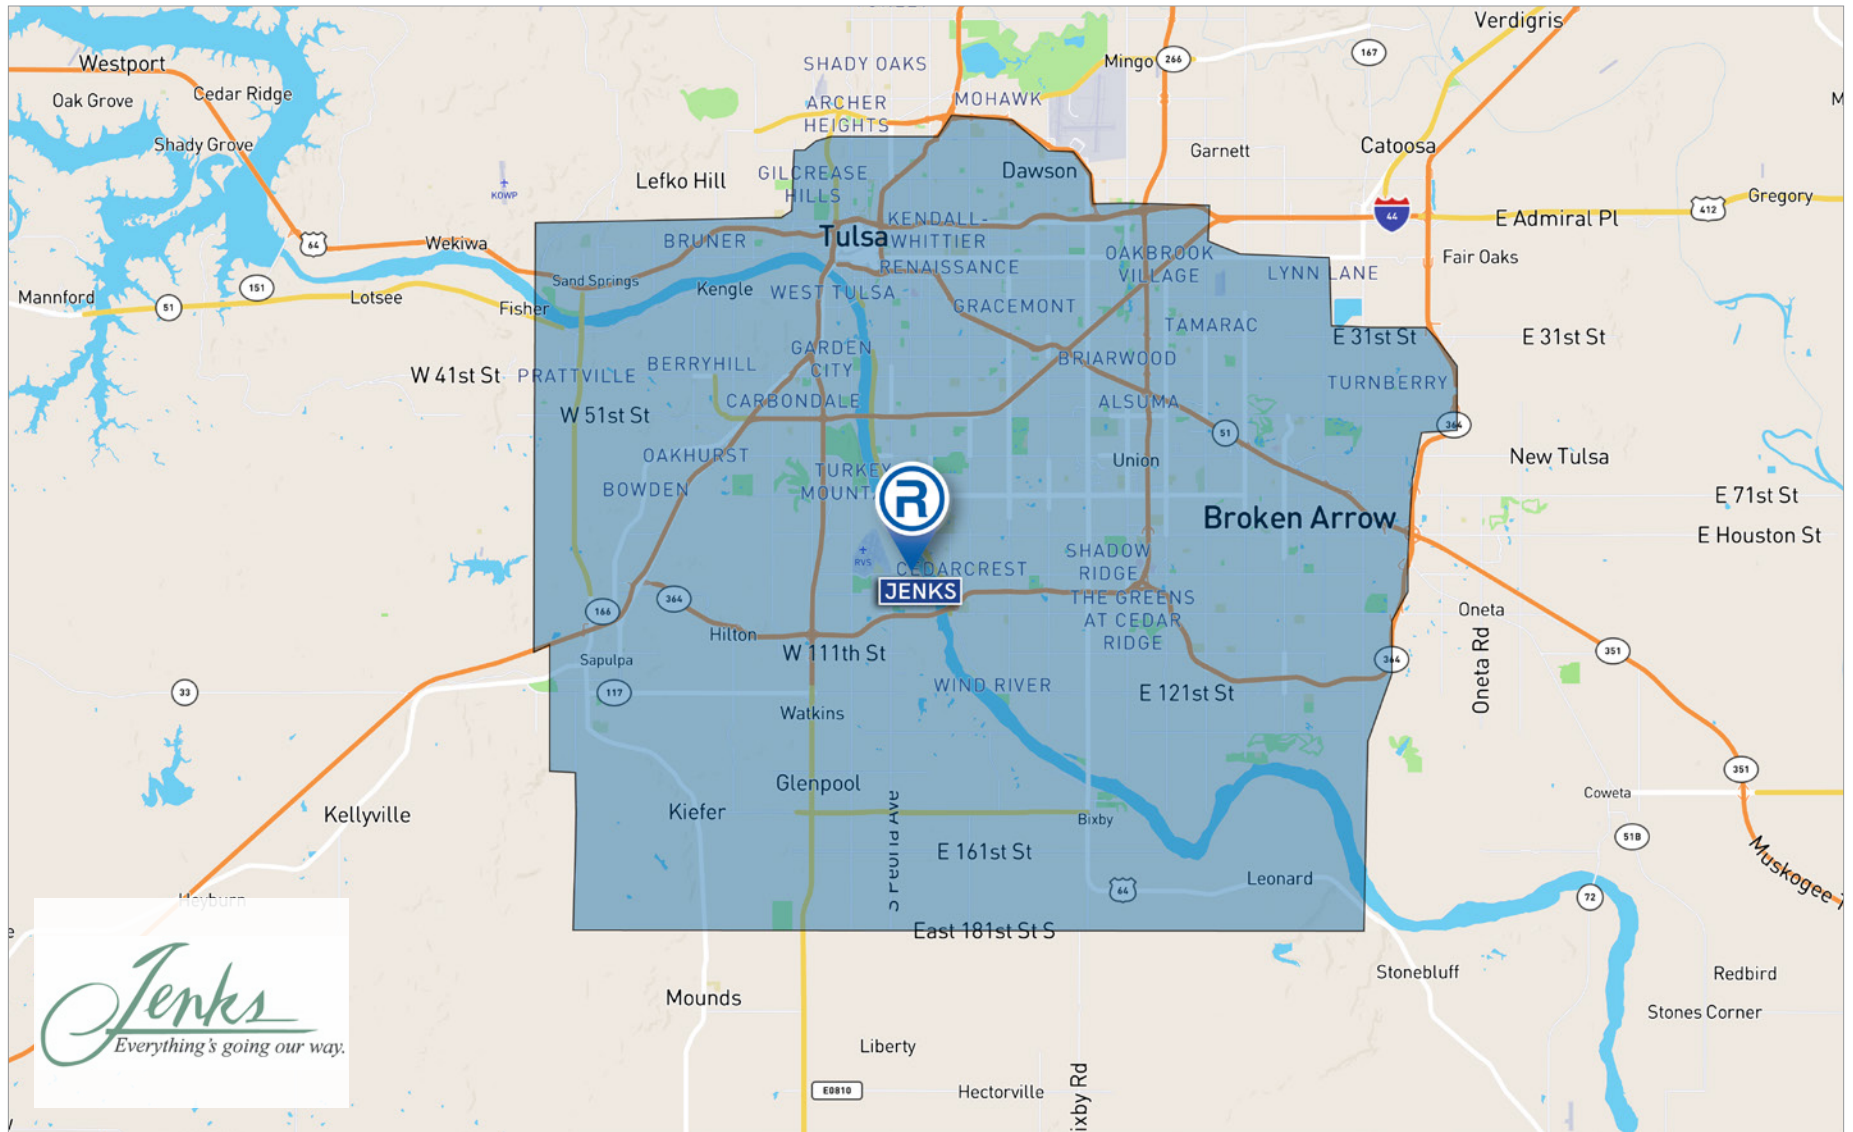 Verdigris
Westport
SHADY OAKS
Mingo
266
167
Oak Grove
Cedar Ridge
ARCHER
HEIGHTS
MOHAWK
Shady Grove
Catoosa
Garnett
KOWP
Lefko Hill
GILCREASE
HILLS
Dawson
44
412
Gregory
E Admiral Pl
KENDALL-
WHITTIER
Tulsa
64
Wekiwa
BRUNER
OAKBROOK
VILLAGE
Fair Oaks
RENAISSANCE
LYNN LANE
Mannford
51
151
Lotsee
Fisher
Sand Springs
Kengle
WEST TULSA
GRACEMONT
TAMARAC
E 31st St
E 31st St
GARDEN
CITY
BRIARWOOD
W 41st St
PRATTVILLE
BERRYHILL
TURNBERRY
CARBONDALE
ALSUMA
W 51st St
51
364
OAKHURST
TURKEY
Union
New Tulsa
BOWDEN
R
E 71st St
Broken Arrow
E Houston St
RVS
SHADOW
RIDGE
CEDARCREST
JENKS
THE GREENS
AT CEDAR
RIDGE
166
364
Oneta
Hilton
W 111th St
351
Sapulpa
364
Oneta Rd
33
117
WIND RIVER
E 121st St
Watkins
351
Glenpool
Coweta
Kellyville
Kiefer
Bixby
51B
E 161st St
Muskogee
Leonard
64
72
Heyburn
East 181st St S
Stonebluff
Redbird
Mounds
Stones Corner
Jenks
Everything's going our way.
Liberty
E0810
Hectorville